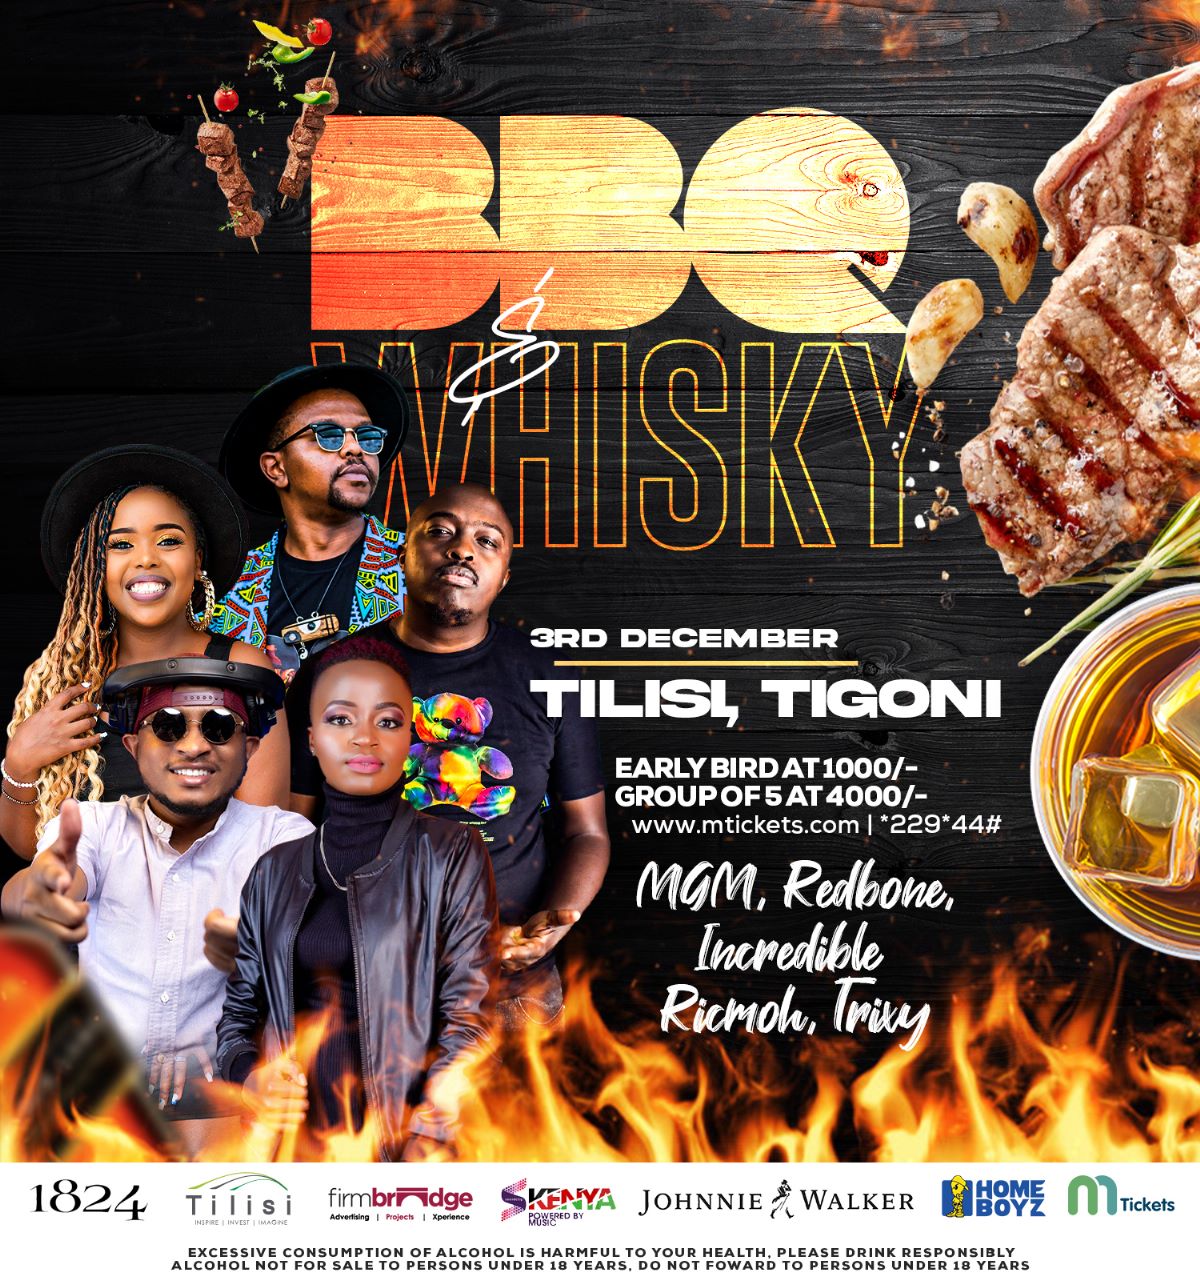 BBQ
&
WHISKY
3RD DECEMBER
TILISI, TIGONI
EARLY BIRD AT 1000/-
GROUP OF 5 AT 4000/-
www.mtickets.com | *229*44#
MGM, Redbone,
Incredible
Ricmoh, Trixy
1824
Tilisi
INSPIRE | INVEST | IMAGINE
firmbridge
Advertising | Projects | Xperience
KENYA
POWERED BY
MUSIC
JOHNNIE WALKER
HOME
BOYZ
m Tickets
EXCESSIVE CONSUMPTION OF ALCOHOL IS HARMFUL TO YOUR HEALTH, PLEASE DRINK RESPONSIBLY
ALCOHOL NOT FOR SALE TO PERSONS UNDER 18 YEARS, DO NOT FOWARD TO PERSONS UNDER 18 YEARS